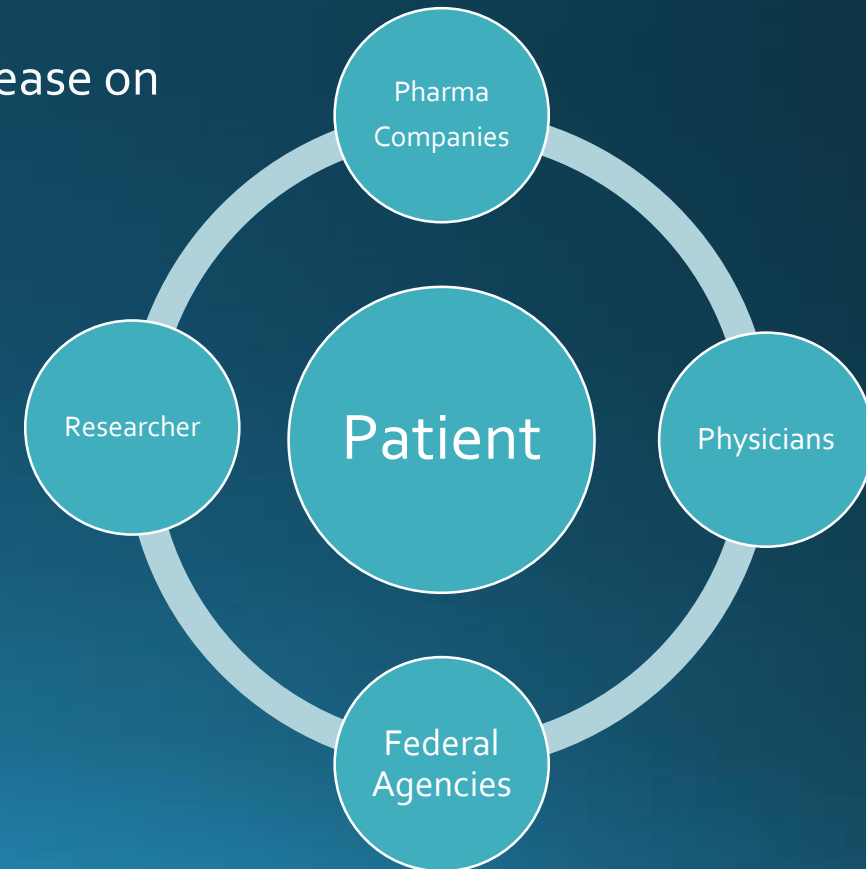 ease on
Pharma
Companies
Researcher
Patient
Physicians
Federal
Agencies